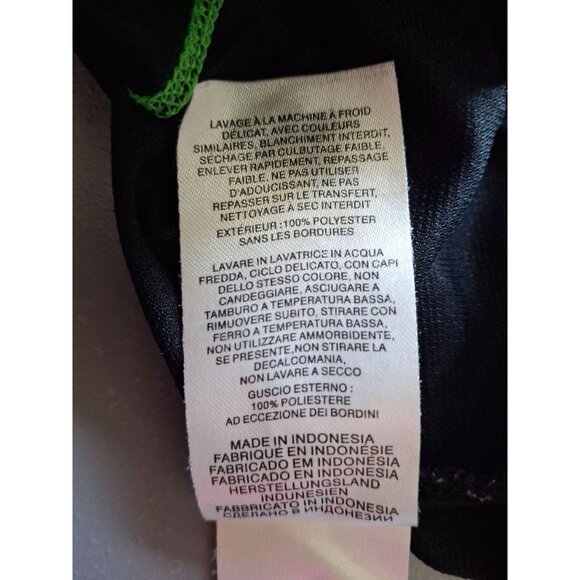 LAVAGE À LA MACHINE À FROID
DÉLICAT, AVEC COULEURS
SIMILAIRES, BLANCHIMENT INTERDIT,
SÉCHAGE PAR CULBUTAGE FAIBLE,
ENLEVER RAPIDEMENT, REPASSAGE
FAIBLE, NE PAS UTILISER
D'ADOUCISSANT, NE PAS
REPASSER SUR LE TRANSFERT,
NETTOYAGE À SEC INTERDIT
EXTÉRIEUR :100% POLYESTER
SANS LES BORDURES
LAVARE IN LAVATRICE IN ACQUA
FREDDA, CICLO DELICATO, CON CAPI
DELLO STESSO COLORE, NON
CANDEGGIARE, ASCIUGARE A
TAMBURO A TEMPERATURA BASSA,
RIMUOVERE SUBITO, STIRARE CON
FERRO A TEMPERATURA BASSA,
NON UTILIZZARE AMMORBIDENTE,
SE PRESENTE,NON STIRARE LA
DECALCOMANIA,
NON LAVARE A SECCO
GUSCIO ESTERNO :
100% POLIESTERE
AD ECCEZIONE DEI BORDINI
MADE IN INDONESIA
FABRIQUÉ EN INDONÉSIE
FABRICADO EM INDONÉSIA
FABRICADO EN INDONESIA
HERSTELLUNGSLAND
INDUNESIEN
FABBRICATO IN INDONESIA
СДЕЛАНО В ИНДОНЕЗИИ